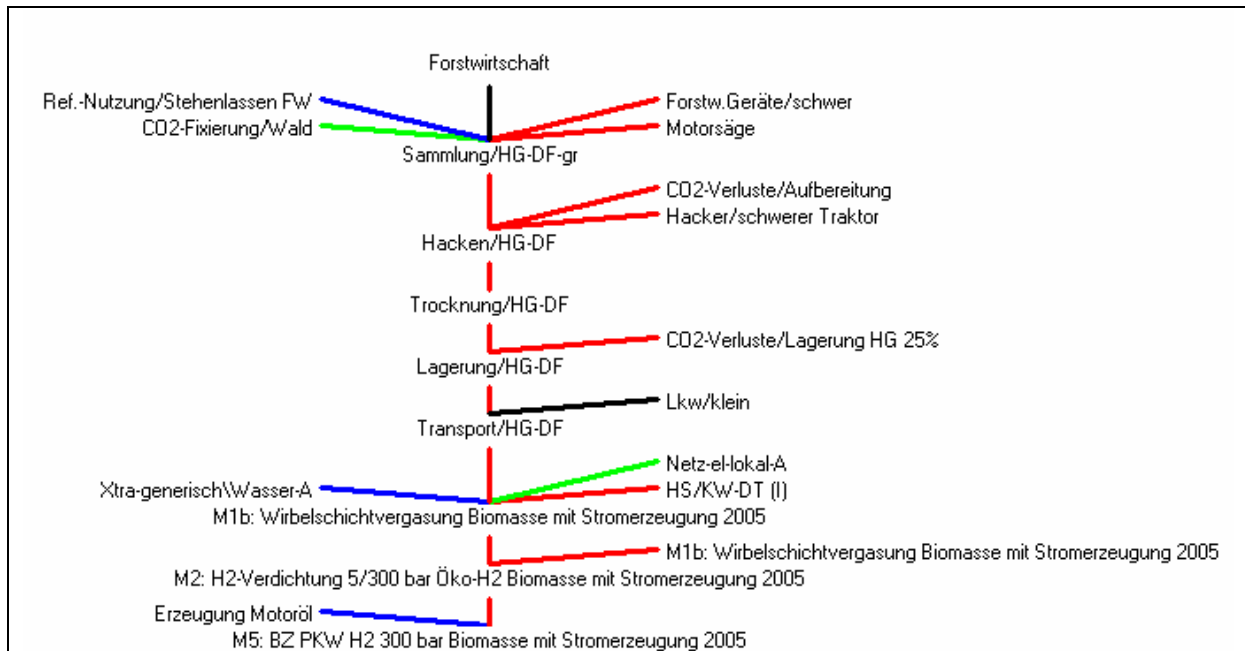 Forstwirtschaft
Ref.-Nutzung/Stehenlassen FW
Forstw.Geräte/schwer
CO2-Fixierung/Wald
Motorsäge
Sammlung/HG-DF-gr
CO2-Verluste/Aufbereitung
Hacker/schwerer Traktor
Hacken/HG-DF
Trocknung/HG-DF
CO2-Verluste/Lagerung HG 25%
Lagerung/HG-DF
Lkw/klein
Transport/HG-DF
Netz-el-lokal-A
Xtra-generisch\Wasser-A
HS/KW-DT (I)
M1b: Wirbelschichtvergasung Biomasse mit Stromerzeugung 2005
M1b: Wirbelschichtvergasung Biomasse mit Stromerzeugung 2005
M2: H2-Verdichtung 5/300 bar Öko-H2 Biomasse mit Stromerzeugung 2005
Erzeugung Motoröl
M5: BZ PKW H2 300 bar Biomasse mit Stromerzeugung 2005